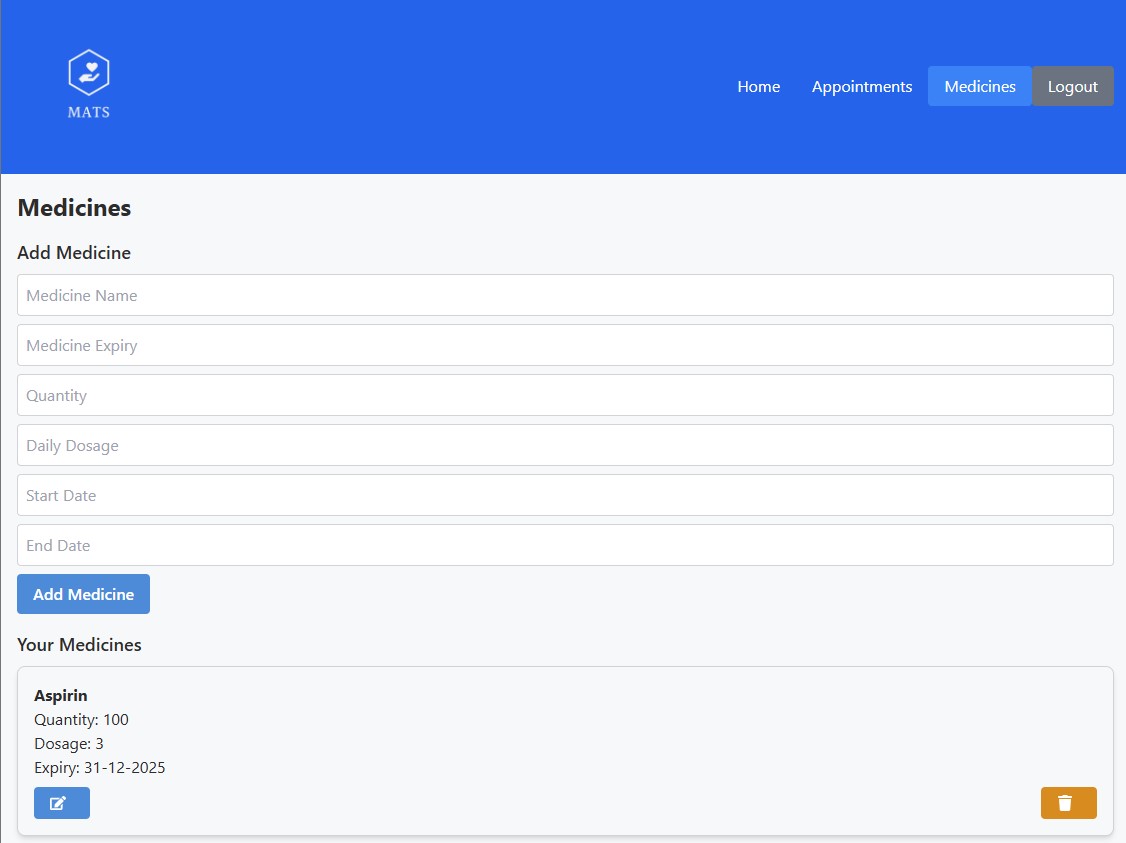 MATS
Home Appointments Medicines Logout
Medicines
Add Medicine
Medicine Name
Medicine Expiry
Quantity
Daily Dosage
Start Date
End Date
Add Medicine
Your Medicines
Aspirin
Quantity: 100
Dosage: 3
Expiry: 31-12-2025